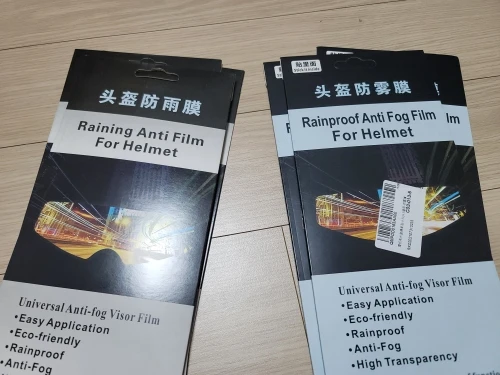 头盔防雨膜
Raining Anti Film
For Helmet
Universal Anti-fog Visor Film
•Easy Application
•Eco-friendly
•Rainproof
•Anti-Fog
贴里面
头盔防雾膜
Rainproof Anti Fog Film
For Helmet
lm
Universal Anti-fog Visor Film
•Easy Application
•Eco-friendly
•Rainproof
•Anti-Fog
•High Transparency